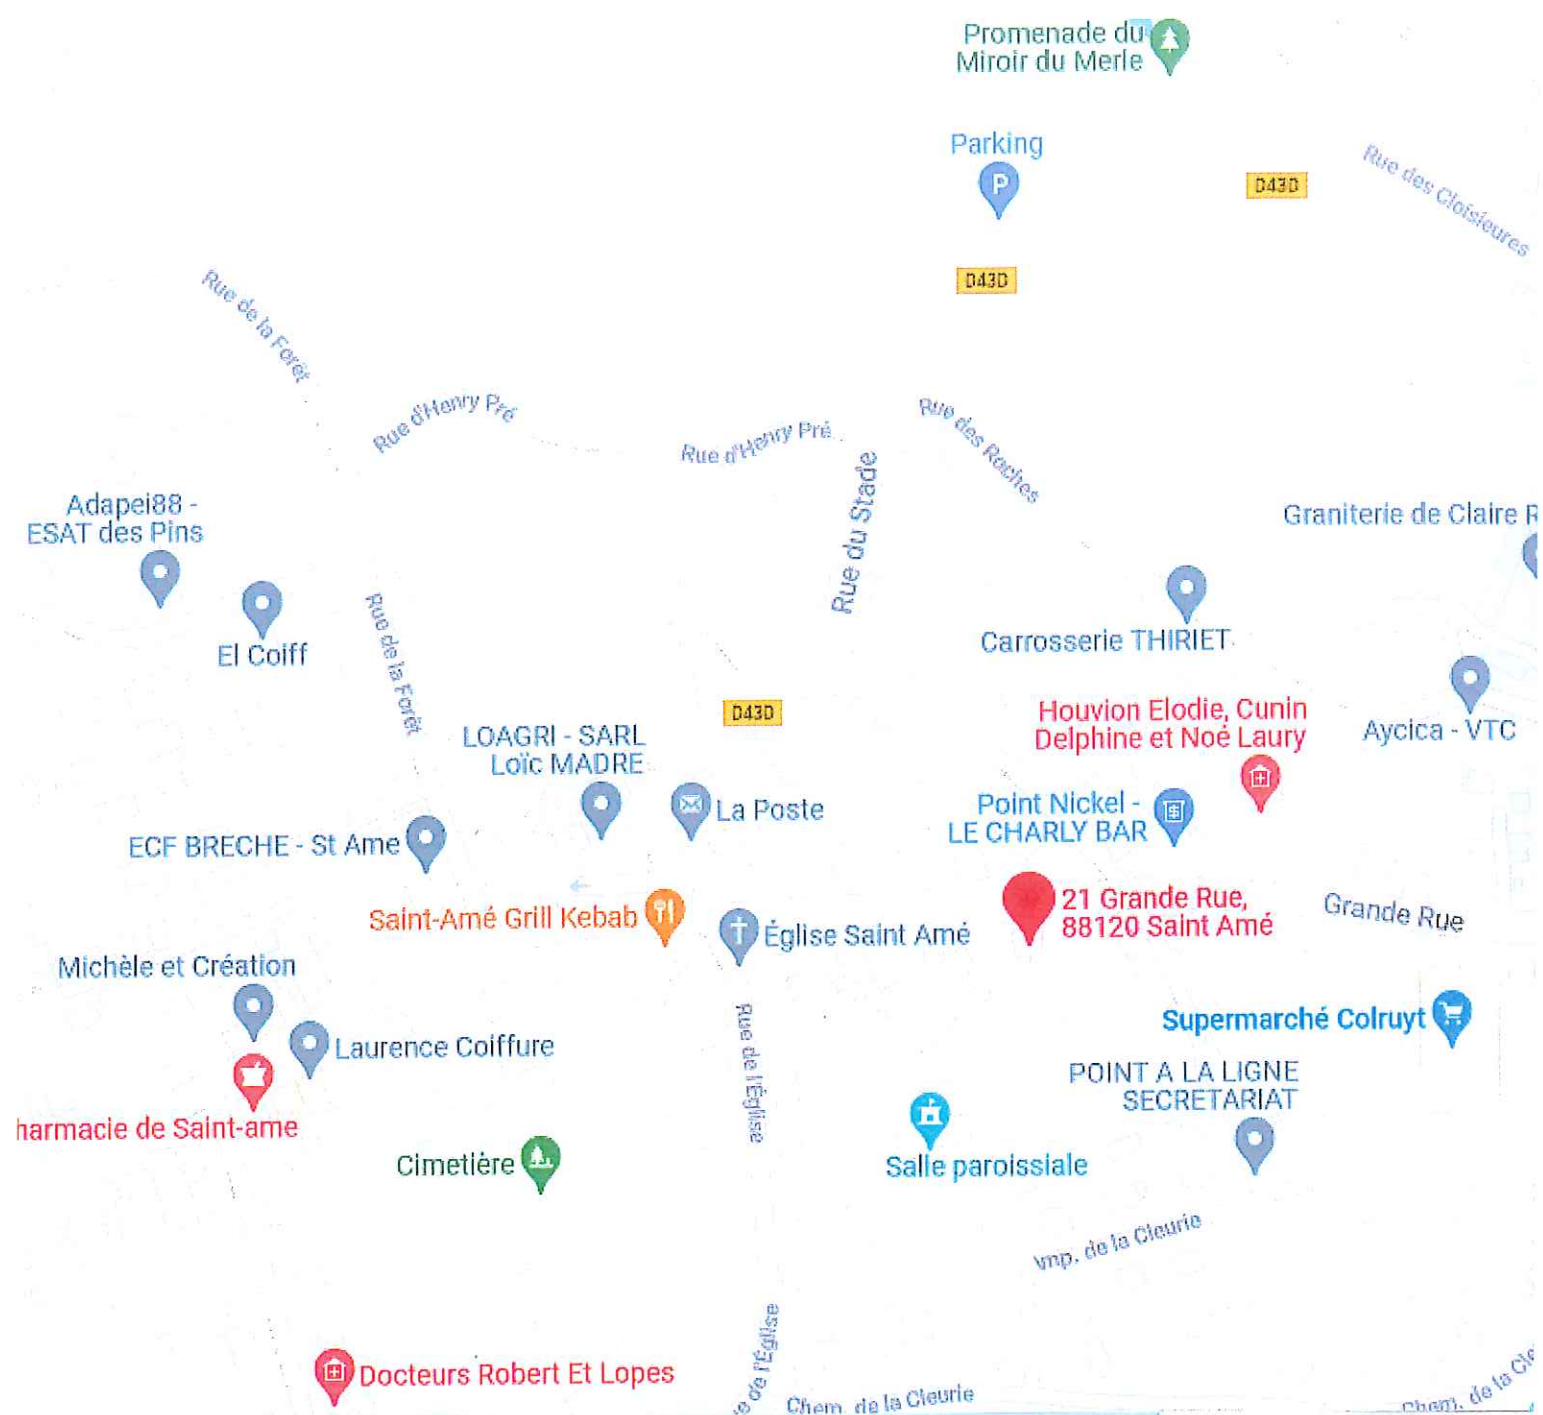 Promenade du
Miroir du Merle
Parking
P
D43D
Rue des Cloisieures
D43D
Rue de la Forêt
Rue d'Henry Pré
Rue d'Henry Pré
Rue des Roches
Rue du Stade
Adapei88 -
ESAT des Pins
Graniterie de Claire R
El Coiff
Rue de la Forêt
Carrosserie THIRIET
D43D
Houvion Elodie, Cunin
Delphine et Noé Laury
Aycica - VTC
LOAGRI - SARL
Loïc MADRE
La Poste
Point Nickel -
LE CHARLY BAR
ECF BRECHE - St Ame
Saint-Amé Grill Kebab
Église Saint Amé
21 Grande Rue,
88120 Saint Amé
Grande Rue
Michèle et Création
Laurence Coiffure
Rue de l'Église
Supermarché Colruyt
POINT A LA LIGNE
SECRETARIAT
harmacie de Saint-ame
Cimetière
Salle paroissiale
Imp. de la Cleurie
e de l'Église
Docteurs Robert Et Lopes
Chem. de la Cleurie
Chem. de la Cle